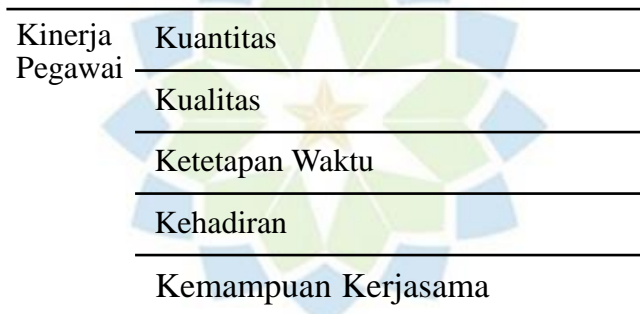 Kinerja
Pegawai
Kuantitas
Kualitas
Ketetapan Waktu
Kehadiran
Kemampuan Kerjasama